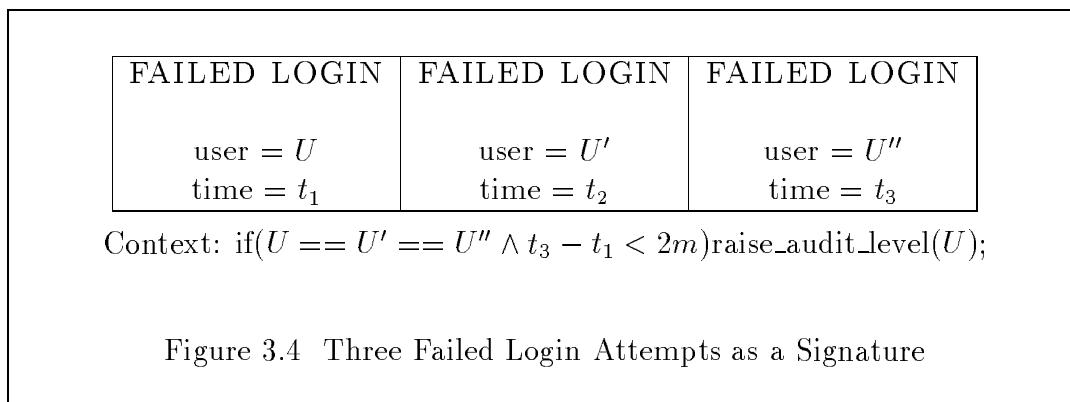 FAILED LOGIN FAILED LOGIN FAILED LOGIN
user = U user = U′ user = U″
time = t₁ time = t₂ time = t₃
Context: if(U == U′ == U″ ∧ t₃ − t₁ < 2m)raise_audit_level(U);
Figure 3.4 Three Failed Login Attempts as a Signature